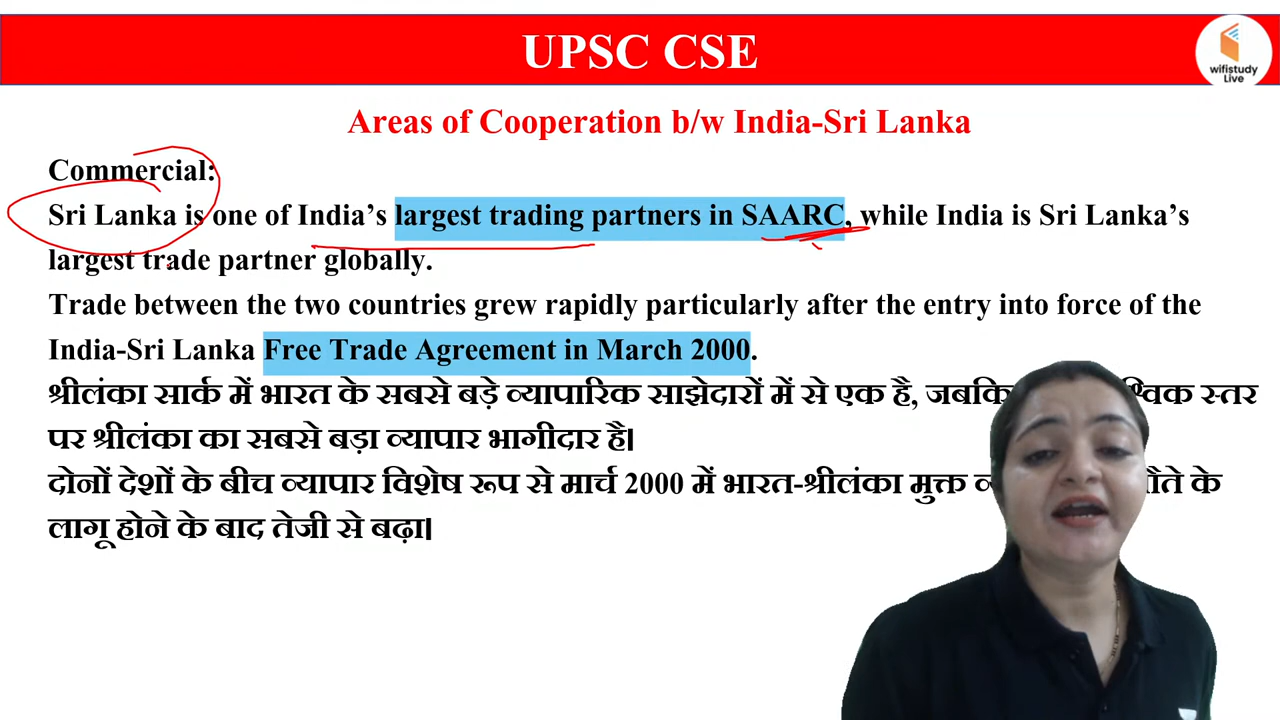 UPSC CSE
wifistudy
Live
Areas of Cooperation b/w India-Sri Lanka
Commercial:
Sri Lanka is one of India's largest trading partners in SAARC, while India is Sri Lanka's
largest trade partner globally.
Trade between the two countries grew rapidly particularly after the entry into force of the
India-Sri Lanka Free Trade Agreement in March 2000.
श्रीलंका सार्क में भारत के सबसे बड़े व्यापारिक साझेदारों में से एक है, जबकि स्तर
पर श्रीलंका का सबसे बड़ा व्यापार भागीदार है।
दोनों देशों के बीच व्यापार विशेष रूप से मार्च 2000 में भारत-श्रीलंका मुक्त के
लागू होने के बाद तेजी से बढ़ा।